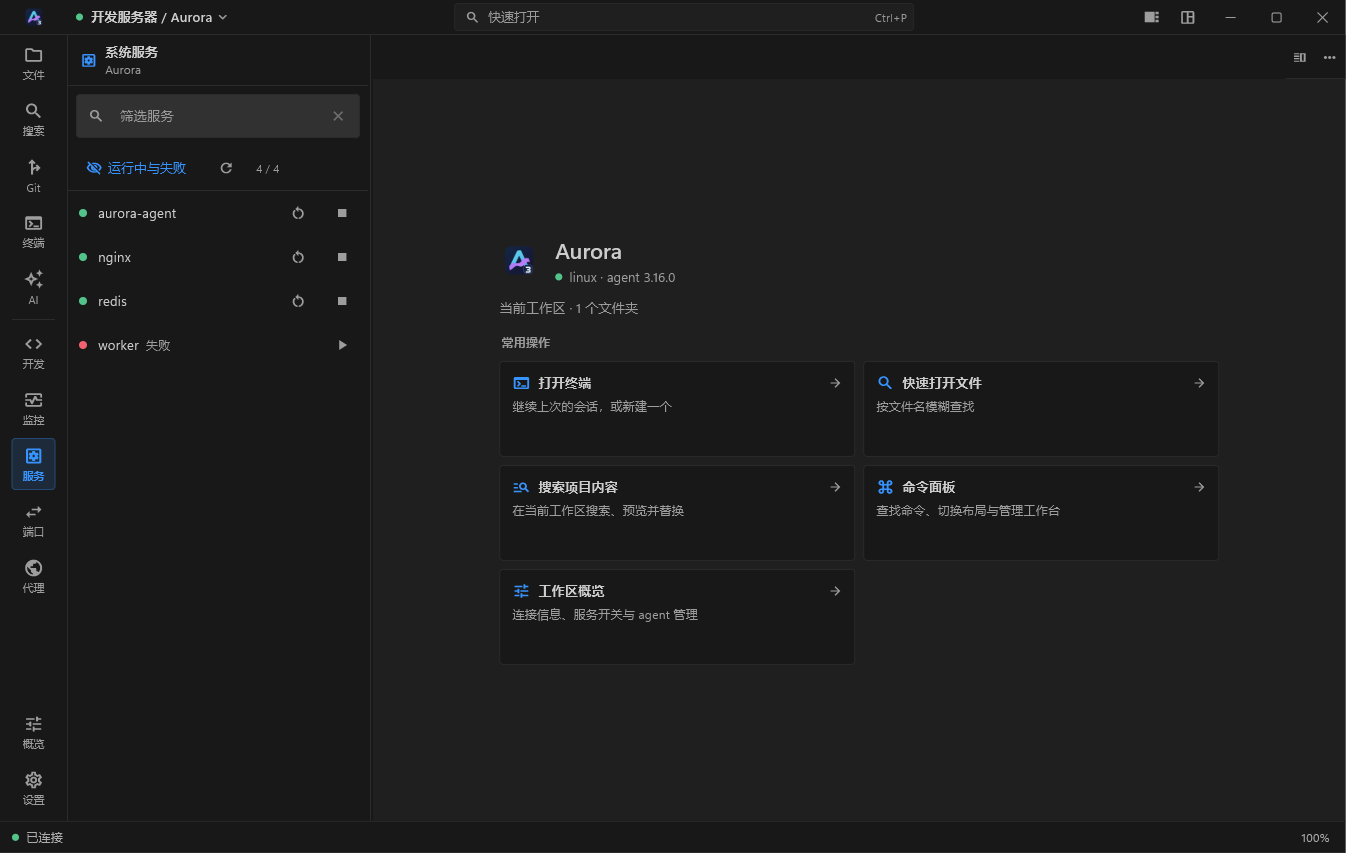 开发服务器 / Aurora
快速打开
Ctrl+P
文件
搜索
Git
终端
AI
开发
监控
服务
端口
代理
概览
设置
系统服务
Aurora
筛选服务
运行中与失败
4 / 4
aurora-agent
nginx
redis
worker 失败
Aurora
linux · agent 3.16.0
当前工作区 · 1 个文件夹
常用操作
打开终端
继续上次的会话，或新建一个
快速打开文件
按文件名模糊查找
搜索项目内容
在当前工作区搜索、预览并替换
命令面板
查找命令、切换布局与管理工作台
工作区概览
连接信息、服务开关与 agent 管理
已连接
100%